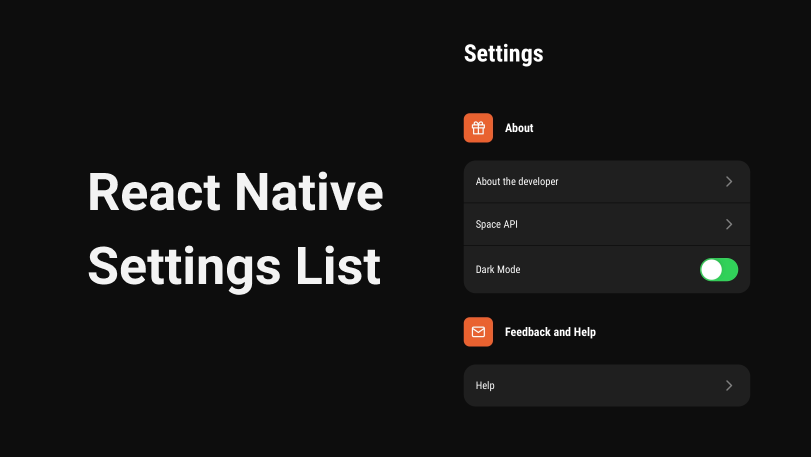 React Native
Settings List
Settings
About
About the developer
Space API
Dark Mode
Feedback and Help
Help